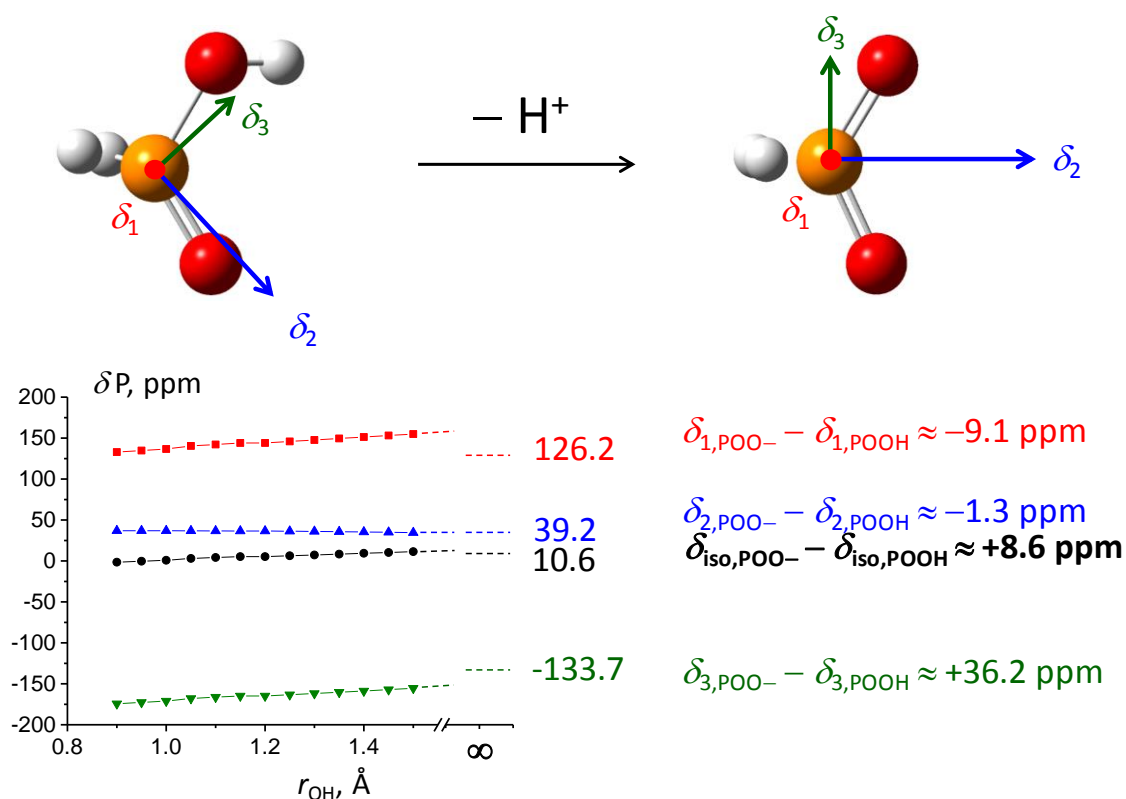 δ3
δ1
δ2
– H+
δ3
δ1
δ2
δP, ppm
200
150
100
50
0
-50
-100
-150
-200
0.8
1.0
1.2
1.4
∞
rOH, Å
126.2
39.2
10.6
-133.7
δ1,POO– – δ1,POOH ≈ –9.1 ppm
δ2,POO– – δ2,POOH ≈ –1.3 ppm
δiso,POO– – δiso,POOH ≈ +8.6 ppm
δ3,POO– – δ3,POOH ≈ +36.2 ppm